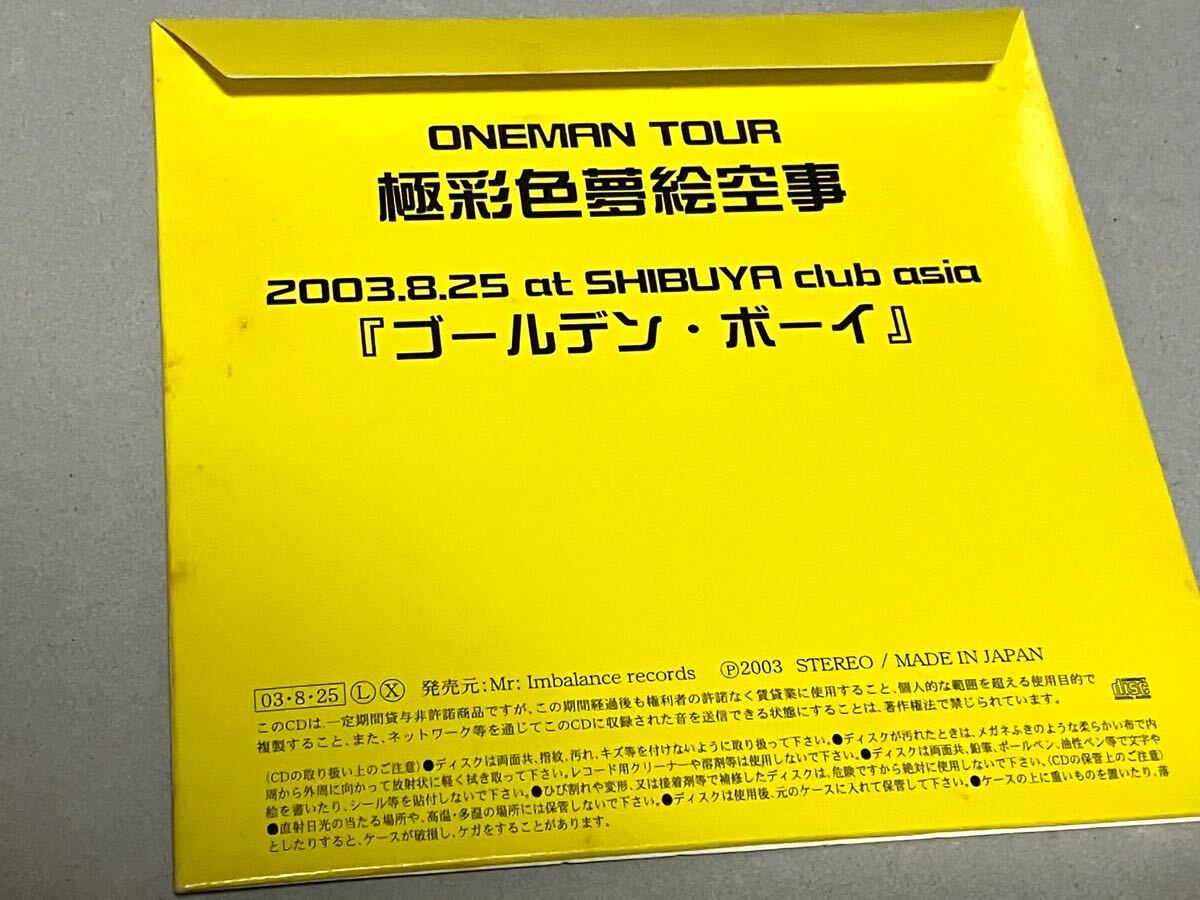 ONEMAN TOUR
極彩色夢絵空事
2003.8.25 at SHIBUYA club asia
『ゴールデン・ボーイ』
03・8・25 Ⓛ Ⓧ 発売元:Mr: Imbalance records Ⓟ2003 STEREO / MADE IN JAPAN
このCDは、一定期間貸与非許諾商品ですが、この期間経過後も権利者の許諾なく賃貸業に使用すること、個人的な範囲を超える使用目的で
複製すること、また、ネットワーク等を通じてこのCDに収録された音を送信できる状態にすることは、著作権法で禁じられています。
disc
《CDの取り扱い上のご注意》●ディスクは両面共、指紋、汚れ、キズ等を付けないように取り扱って下さい。●ディスクが汚れたときは、メガネふきのような柔らかい布で内
周から外周に向かって放射状に軽く拭き取って下さい。レコード用クリーナーや溶剤等は使用しないで下さい。●ディスクは両面共、鉛筆、ボールペン、油性ペン等で文字や
絵を書いたり、シール等を貼付しないで下さい。●ひび割れや変形、又は接着剤等で補修したディスクは、危険ですから絶対に使用しないで下さい。《CDの保管上のご注意》
●直射日光の当たる場所や、高温・多湿の場所には保管しないで下さい。●ディスクは使用後、元のケースに入れて保管して下さい。●ケースの上に重いものを置いたり、落
としたりすると、ケースが破損し、ケガをすることがあります。